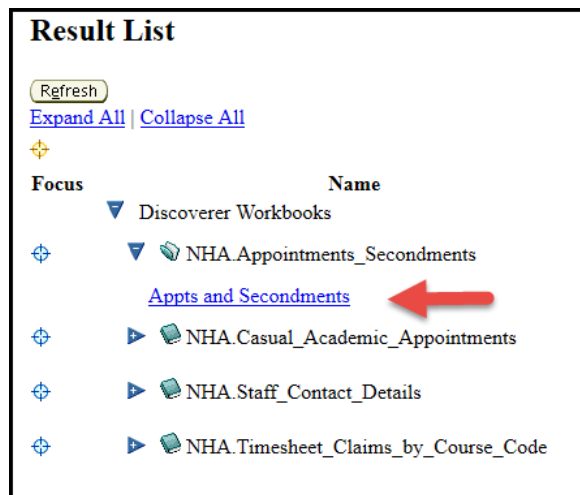 Result List
Refresh
Expand All | Collapse All
Focus Name
Discoverer Workbooks
NHA.Appointments_Secondments
Appts and Secondments
NHA.Casual_Academic_Appointments
NHA.Staff_Contact_Details
NHA.Timesheet_Claims_by_Course_Code